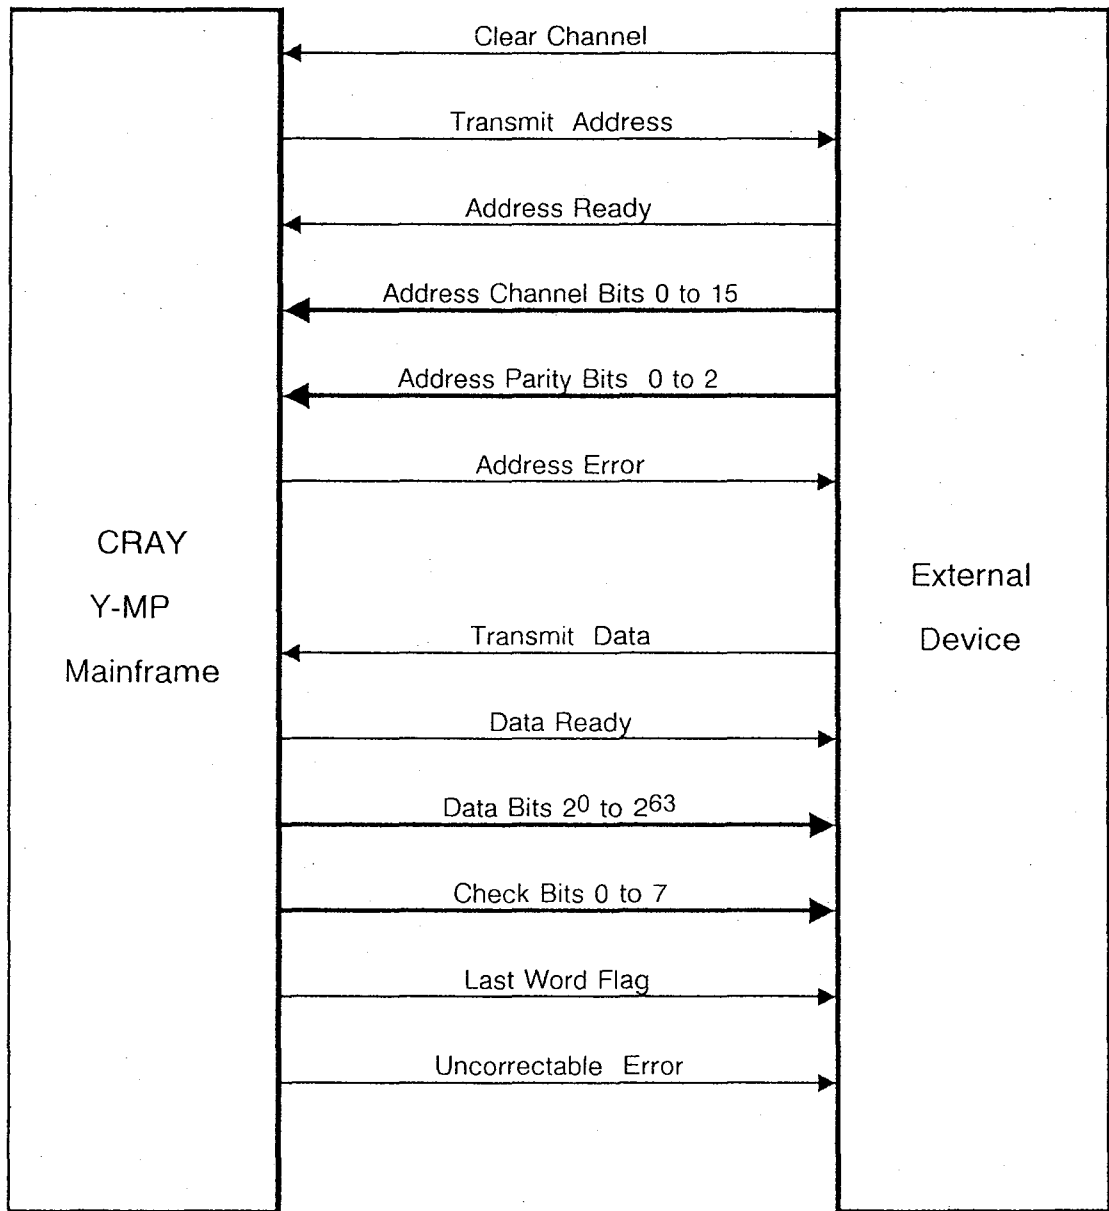 Clear Channel
Transmit Address
Address Ready
Address Channel Bits 0 to 15
Address Parity Bits 0 to 2
Address Error
CRAY
Y-MP
Mainframe
External
Device
Transmit Data
Data Ready
Data Bits 2⁰ to 2⁶³
Check Bits 0 to 7
Last Word Flag
Uncorrectable Error